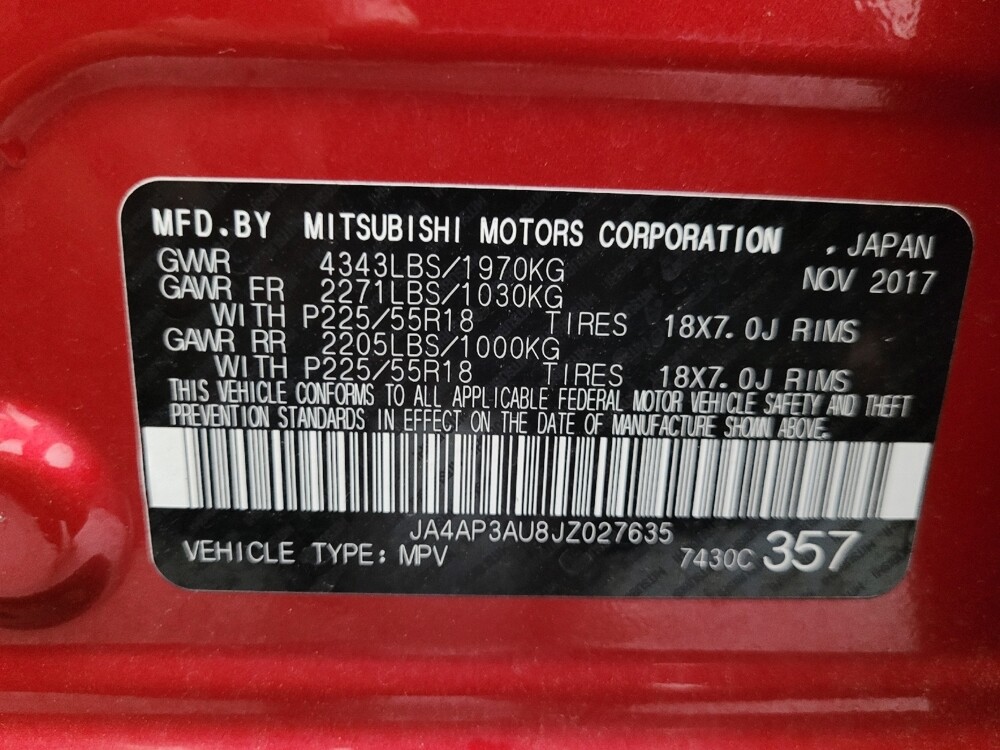 MFD.BY MITSUBISHI MOTORS CORPORATION , JAPAN
GVWR 4343LBS/1970KG NOV 2017
GAWR FR 2271LBS/1030KG
WITH P225/55R18 TIRES 18X7.0J RIMS
GAWR RR 2205LBS/1000KG
WITH P225/55R18 TIRES 18X7.0J RIMS
THIS VEHICLE CONFORMS TO ALL APPLICABLE FEDERAL MOTOR VEHICLE SAFETY AND THEFT
PREVENTION STANDARDS IN EFFECT ON THE DATE OF MANUFACTURE SHOWN ABOVE.
JA4AP3AU8JZ027635
VEHICLE TYPE: MPV 7430C 357